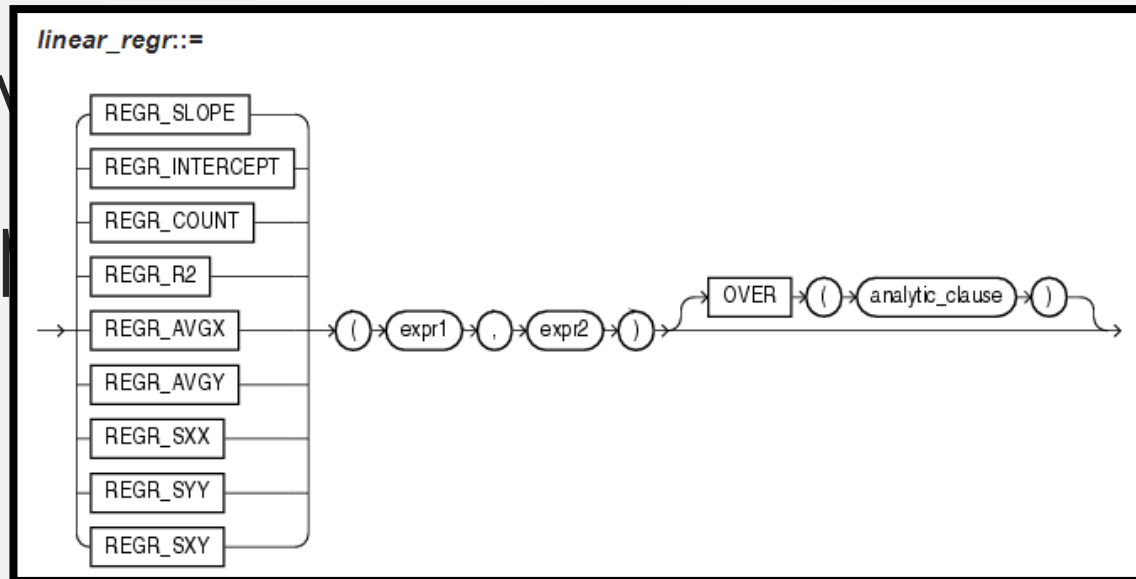 linear_regr::=
REGR_SLOPE
REGR_INTERCEPT
REGR_COUNT
REGR_R2
OVER ( analytic_clause )
REGR_AVGX ( expr1 , expr2 )
REGR_AVGY
REGR_SXX
REGR_SYY
REGR_SXY